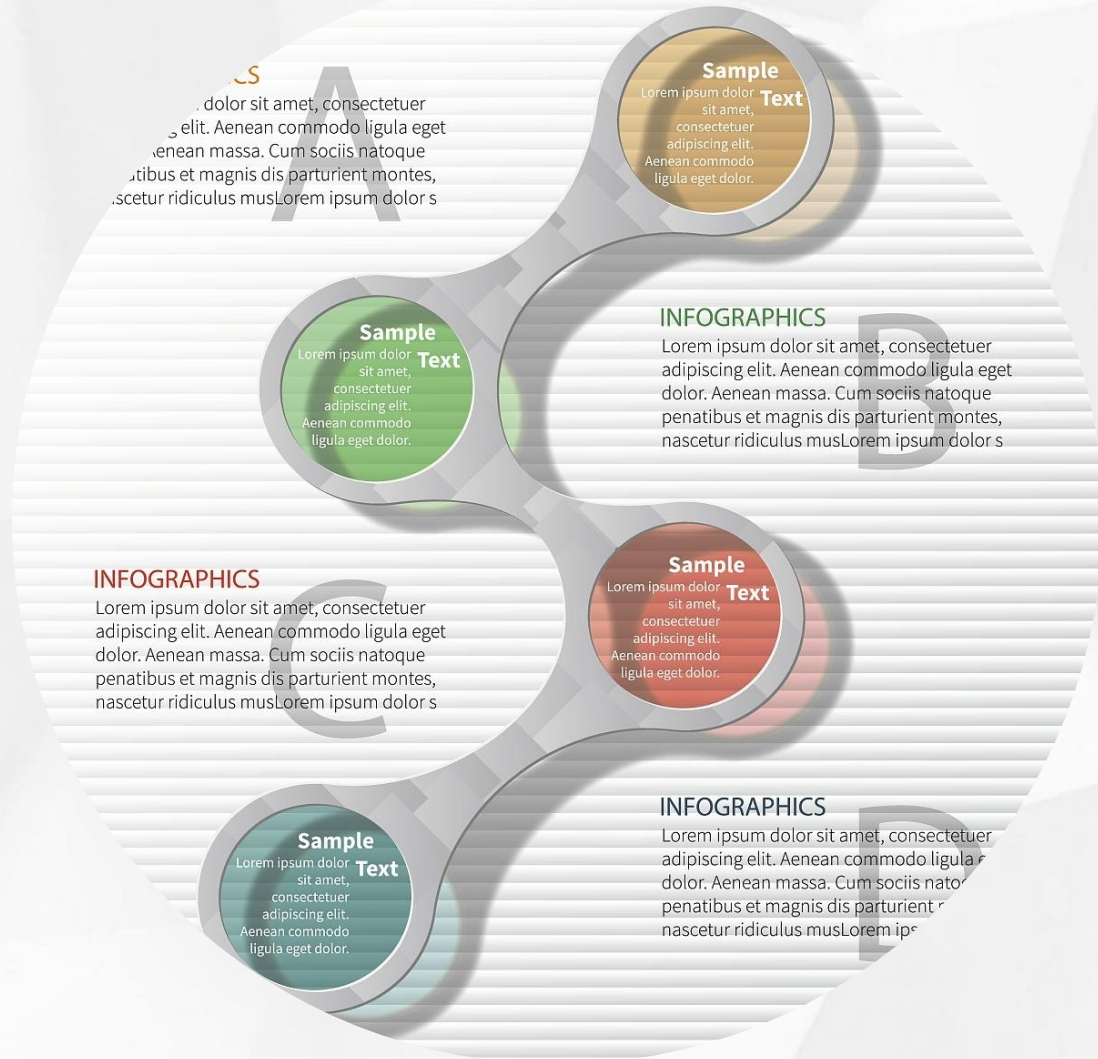 A
dolor sit amet, consectetuer
elit. Aenean commodo ligula eget
Aenean massa. Cum sociis natoque
et magnis dis parturient montes,
ridiculus musLorem ipsum dolor s
Sample
Text
Lorem ipsum dolor
sit amet,
consectetuer
adipiscing elit.
Aenean commodo
ligula eget dolor.
Sample
Text
Lorem ipsum dolor
sit amet,
consectetuer
adipiscing elit.
Aenean commodo
ligula eget dolor.
B
INFOGRAPHICS
Lorem ipsum dolor sit amet, consectetuer
adipiscing elit. Aenean commodo ligula eget
dolor. Aenean massa. Cum sociis natoque
penatibus et magnis dis parturient montes,
nascetur ridiculus musLorem ipsum dolor s
C
INFOGRAPHICS
Lorem ipsum dolor sit amet, consectetuer
adipiscing elit. Aenean commodo ligula eget
dolor. Aenean massa. Cum sociis natoque
penatibus et magnis dis parturient montes,
nascetur ridiculus musLorem ipsum dolor s
Sample
Text
Lorem ipsum dolor
sit amet,
consectetuer
adipiscing elit.
Aenean commodo
ligula eget dolor.
Sample
Text
Lorem ipsum dolor
sit amet,
consectetuer
adipiscing elit.
Aenean commodo
ligula eget dolor.
D
INFOGRAPHICS
Lorem ipsum dolor sit amet, consectetuer
adipiscing elit. Aenean commodo ligula
dolor. Aenean massa. Cum sociis
penatibus et magnis dis parturient
nascetur ridiculus musLorem